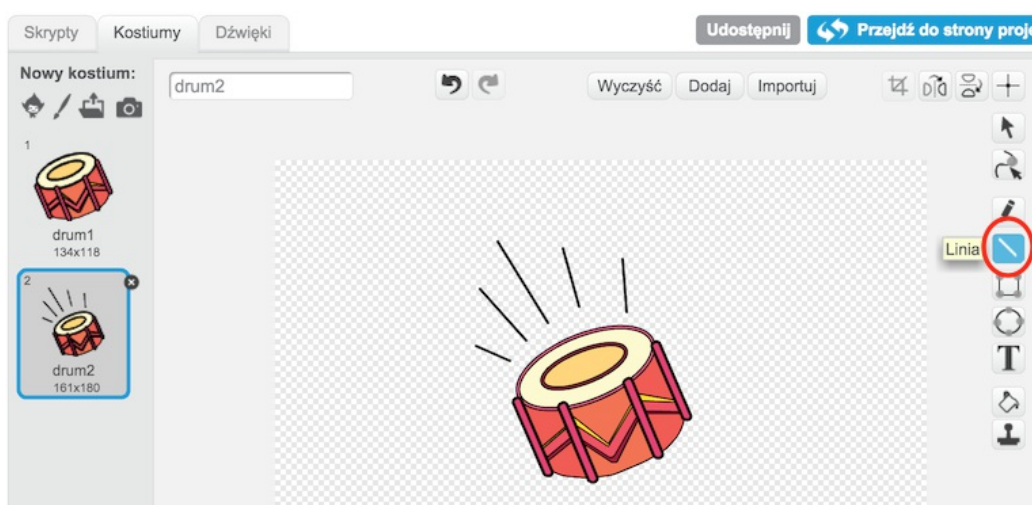 Skrypty Kostiumy Dźwięki Udostępnij Przejdź do strony proje
Nowy kostium:
drum2 Wyczyść Dodaj Importuj
1
drum1
134x118
Linia
2
drum2
161x180
T